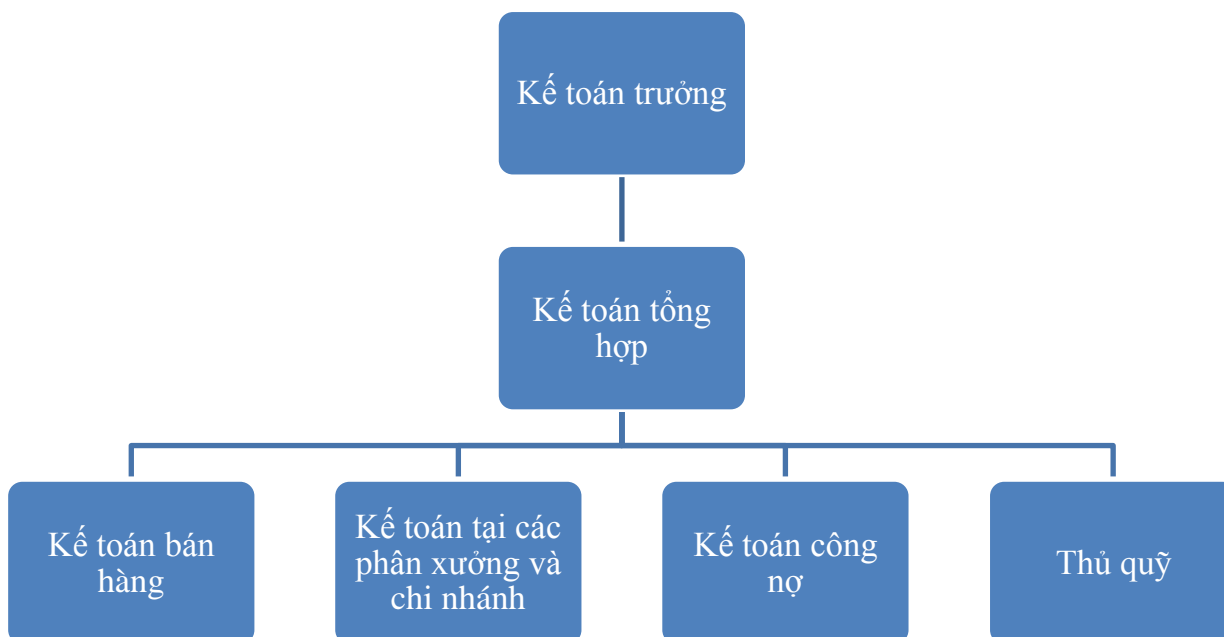 Kế toán trưởng
Kế toán tổng
hợp
Kế toán bán
hàng
Kế toán tại các
phân xưởng và
chi nhánh
Kế toán công
nợ
Thủ quỹ